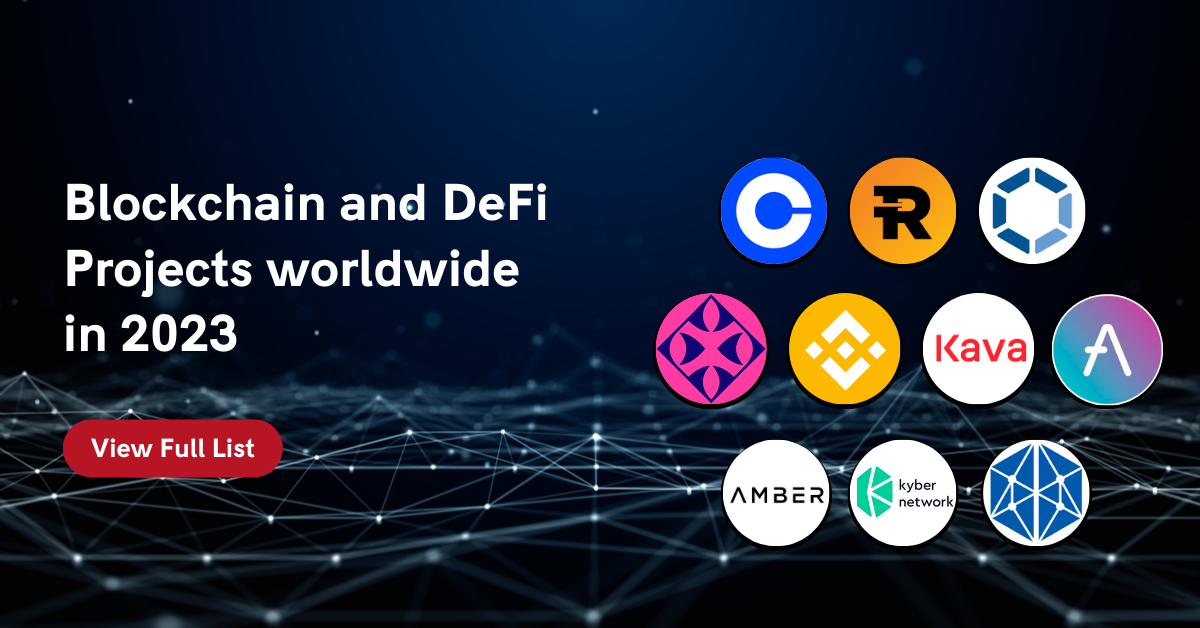 Blockchain and DeFi
Projects worldwide
in 2023
View Full List
Kava
AMBER
kyber
network